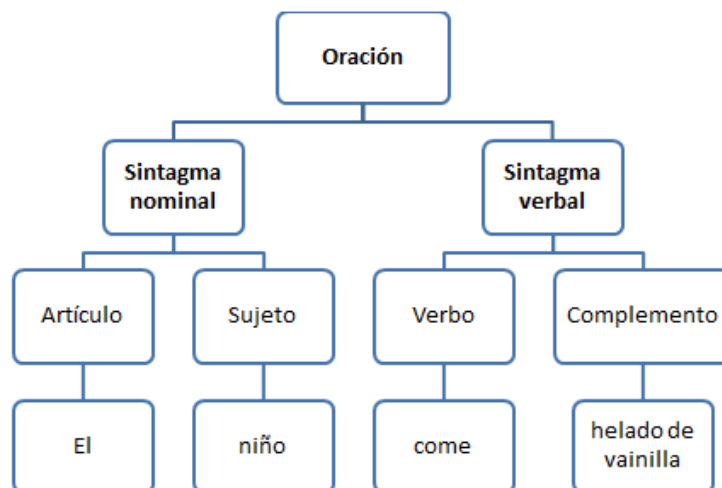 Oración
Sintagma
nominal
Sintagma
verbal
Artículo
Sujeto
Verbo
Complemento
El
niño
come
helado de
vainilla